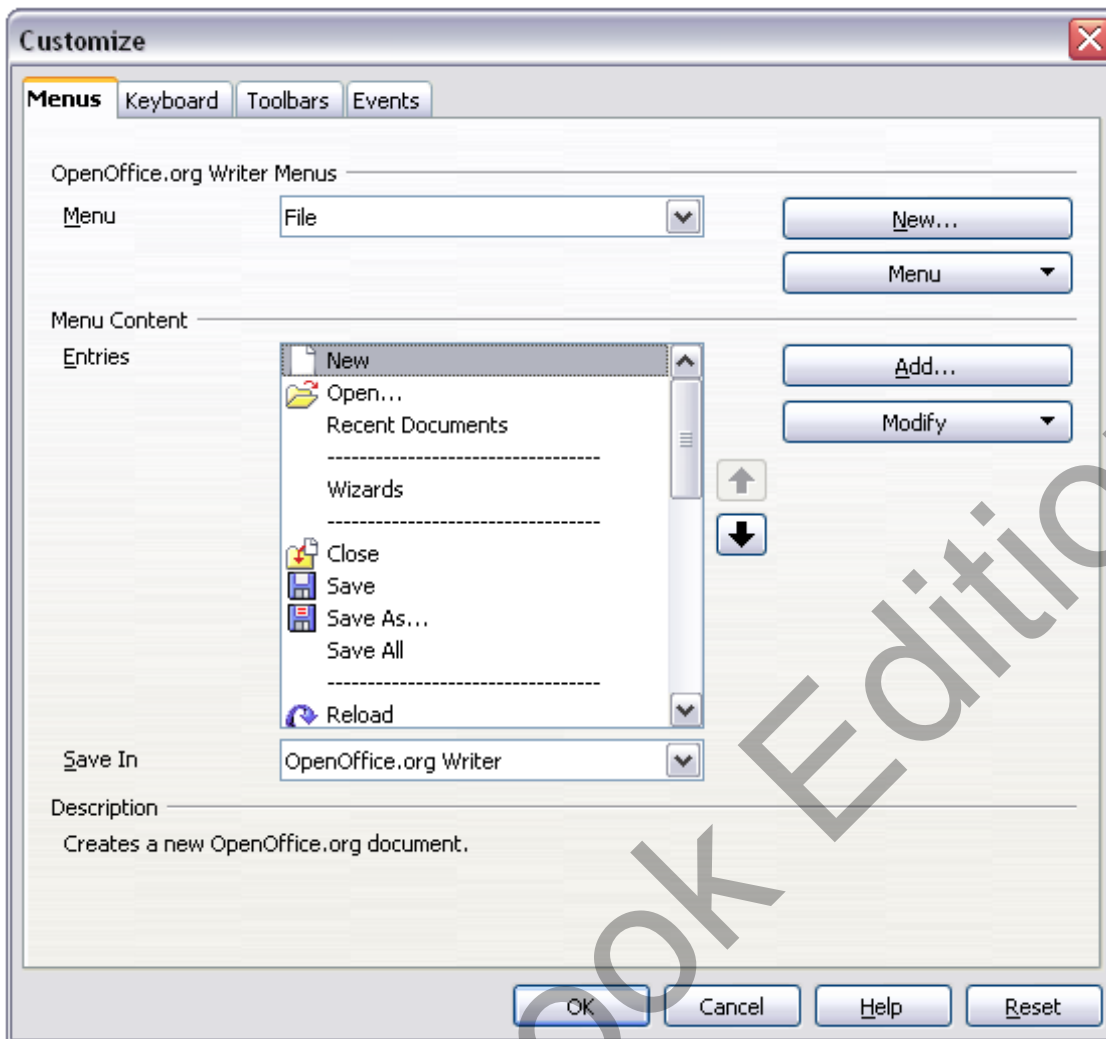 Customize
Menus Keyboard Toolbars Events
OpenOffice.org Writer Menus
Menu File New...
Menu
Menu Content
Entries New Add...
Open... Modify
Recent Documents
----------------------------------
Wizards
----------------------------------
Close
Save
Save As...
Save All
----------------------------------
Reload
Save In OpenOffice.org Writer
Description
Creates a new OpenOffice.org document.
OK Cancel Help Reset